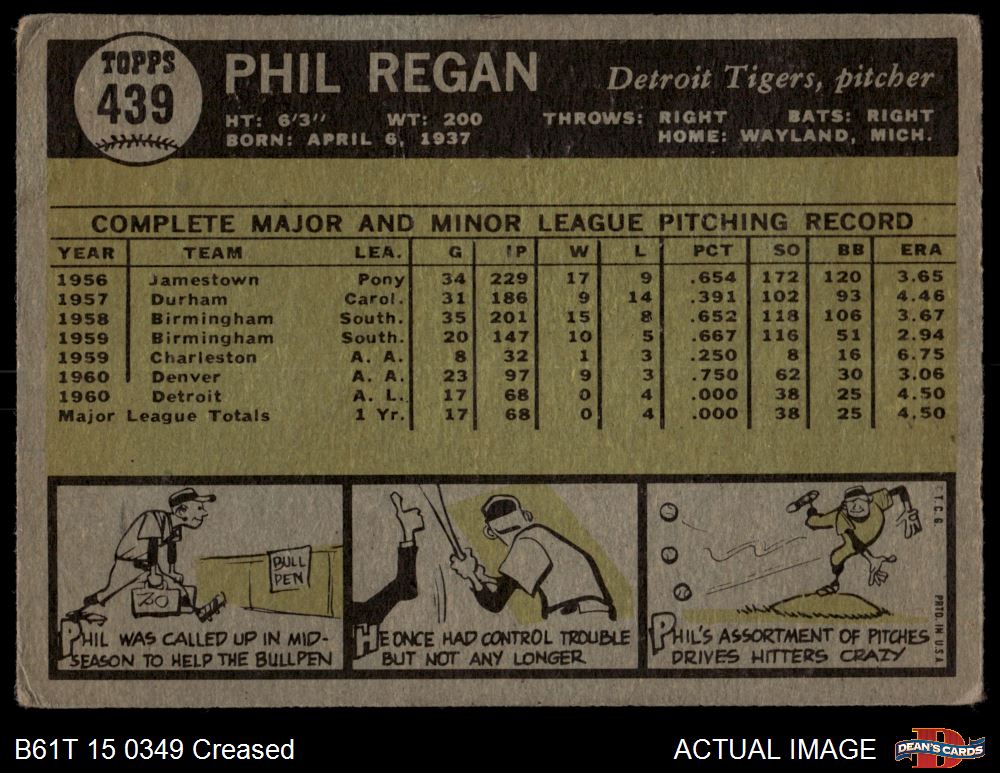 TOPPS
439
PHIL REGAN
Detroit Tigers, pitcher
HT: 6'3" WT: 200 THROWS: RIGHT BATS: RIGHT
BORN: APRIL 6, 1937 HOME: WAYLAND, MICH.
COMPLETE MAJOR AND MINOR LEAGUE PITCHING RECORD
YEAR TEAM LEA. G IP W L PCT SO BB ERA
1956 Jamestown Pony 34 229 17 9 .654 172 120 3.65
1957 Durham Carol. 31 186 9 14 .391 102 93 4.46
1958 Birmingham South. 35 201 15 8 .652 118 106 3.67
1959 Birmingham South. 20 147 10 5 .667 116 51 2.94
1959 Charleston A. A. 8 32 1 3 .250 8 16 6.75
1960 Denver A. A. 23 97 9 3 .750 62 30 3.06
1960 Detroit A. L. 17 68 0 4 .000 38 25 4.50
Major League Totals 1 Yr. 17 68 0 4 .000 38 25 4.50
BULL
PEN
PHIL WAS CALLED UP IN MID-
SEASON TO HELP THE BULLPEN
HE ONCE HAD CONTROL TROUBLE
BUT NOT ANY LONGER
PHIL'S ASSORTMENT OF PITCHES
DRIVES HITTERS CRAZY
T.C.G
PRTD. IN U.S.A
B61T 15 0349 Creased
ACTUAL IMAGE
DEAN'S CARDS